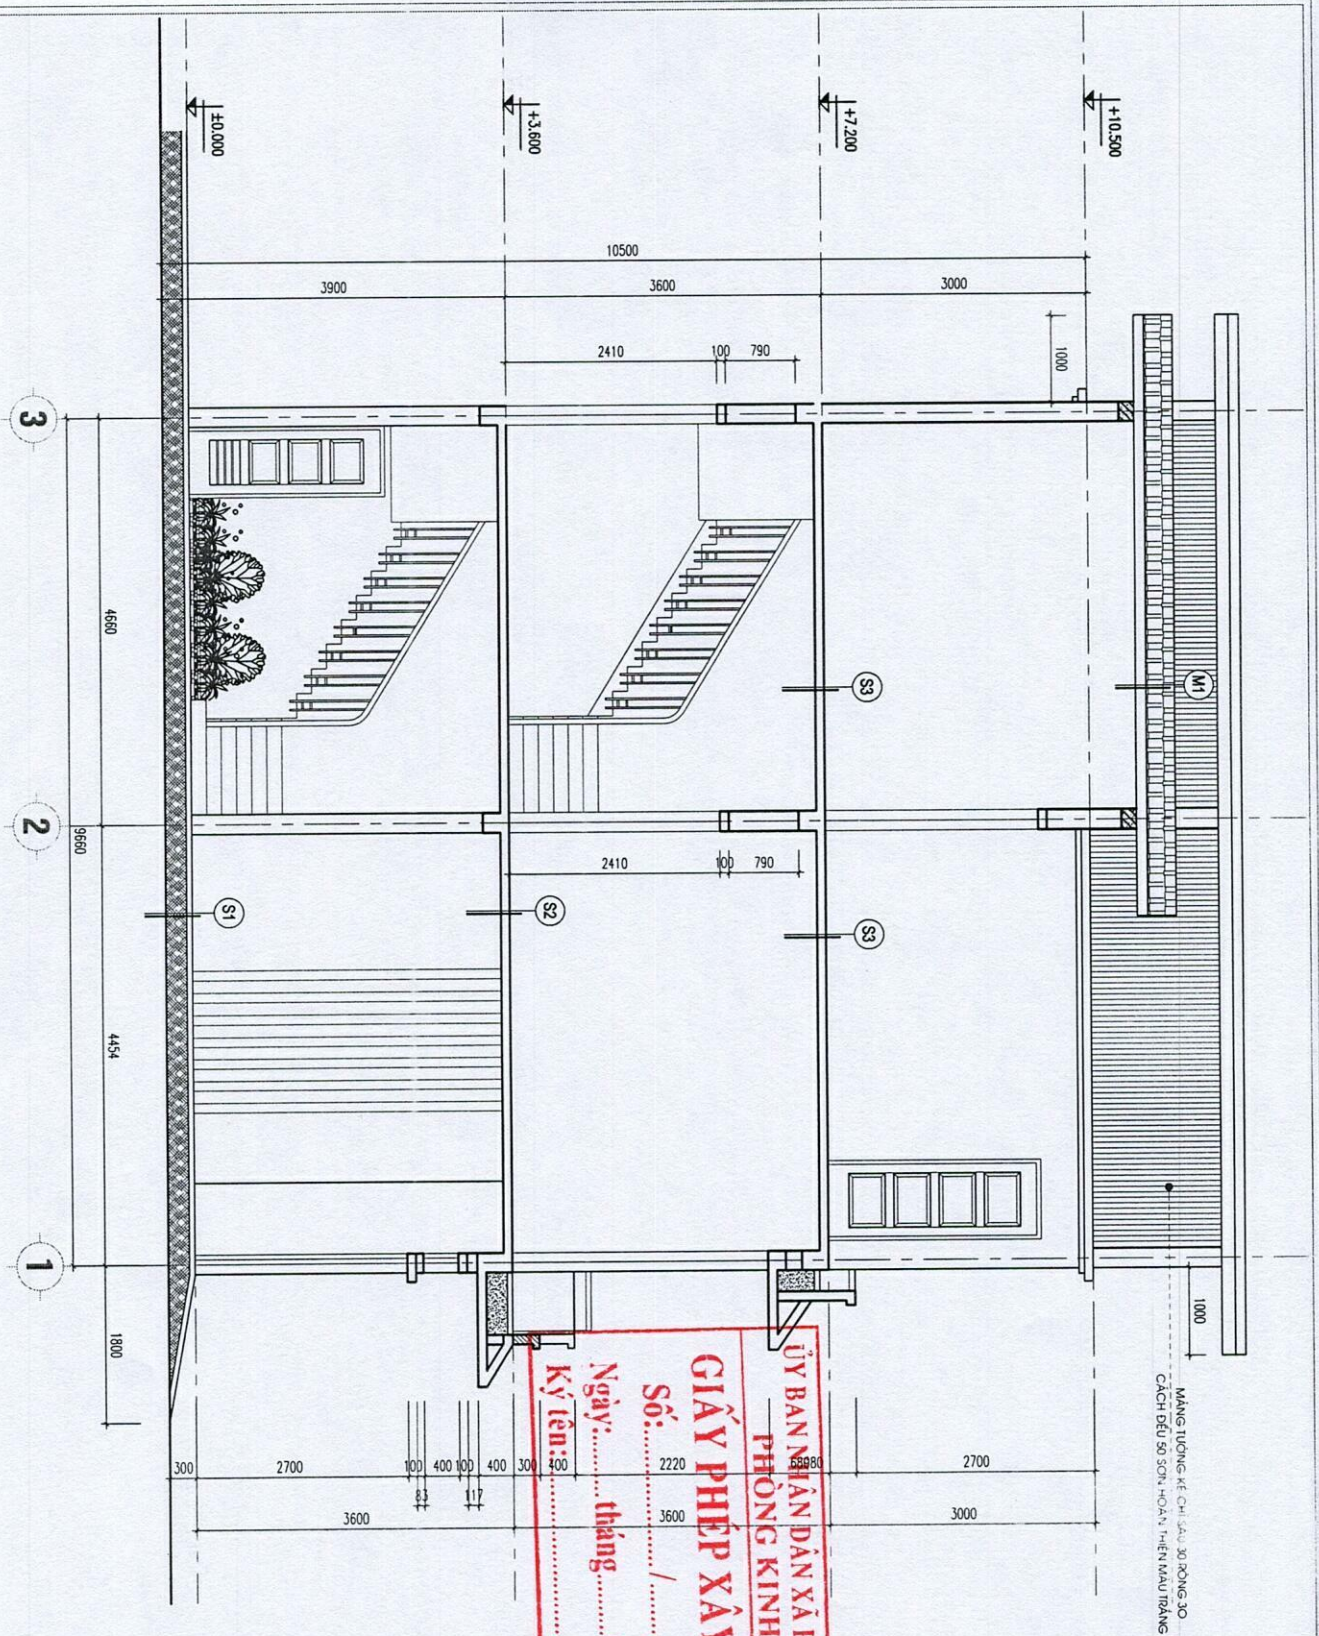 +10.500
+7.200
+3.600
±0.000
10500
3900
3600
3000
2410
100
790
1000
M1
S3
S3
S2
S1
2410
100
790
1000
MẢNG TƯỜNG KẺ CHỈ SÂU 30 RỘNG 30
CÁCH ĐỀU 50 SƠN HOÀN THIỆN MÀU TRẮNG
300
2700
100
83
400
100
117
400
300
400
2220
2700
3600
3600
3000
4660
4454
1800
9660
3
2
1
ỦY BAN NHÂN DÂN XÃ
PHÒNG KINH
GIẤY PHÉP XÂY
Số:............./
Ngày:..... tháng.....
Ký tên:..........